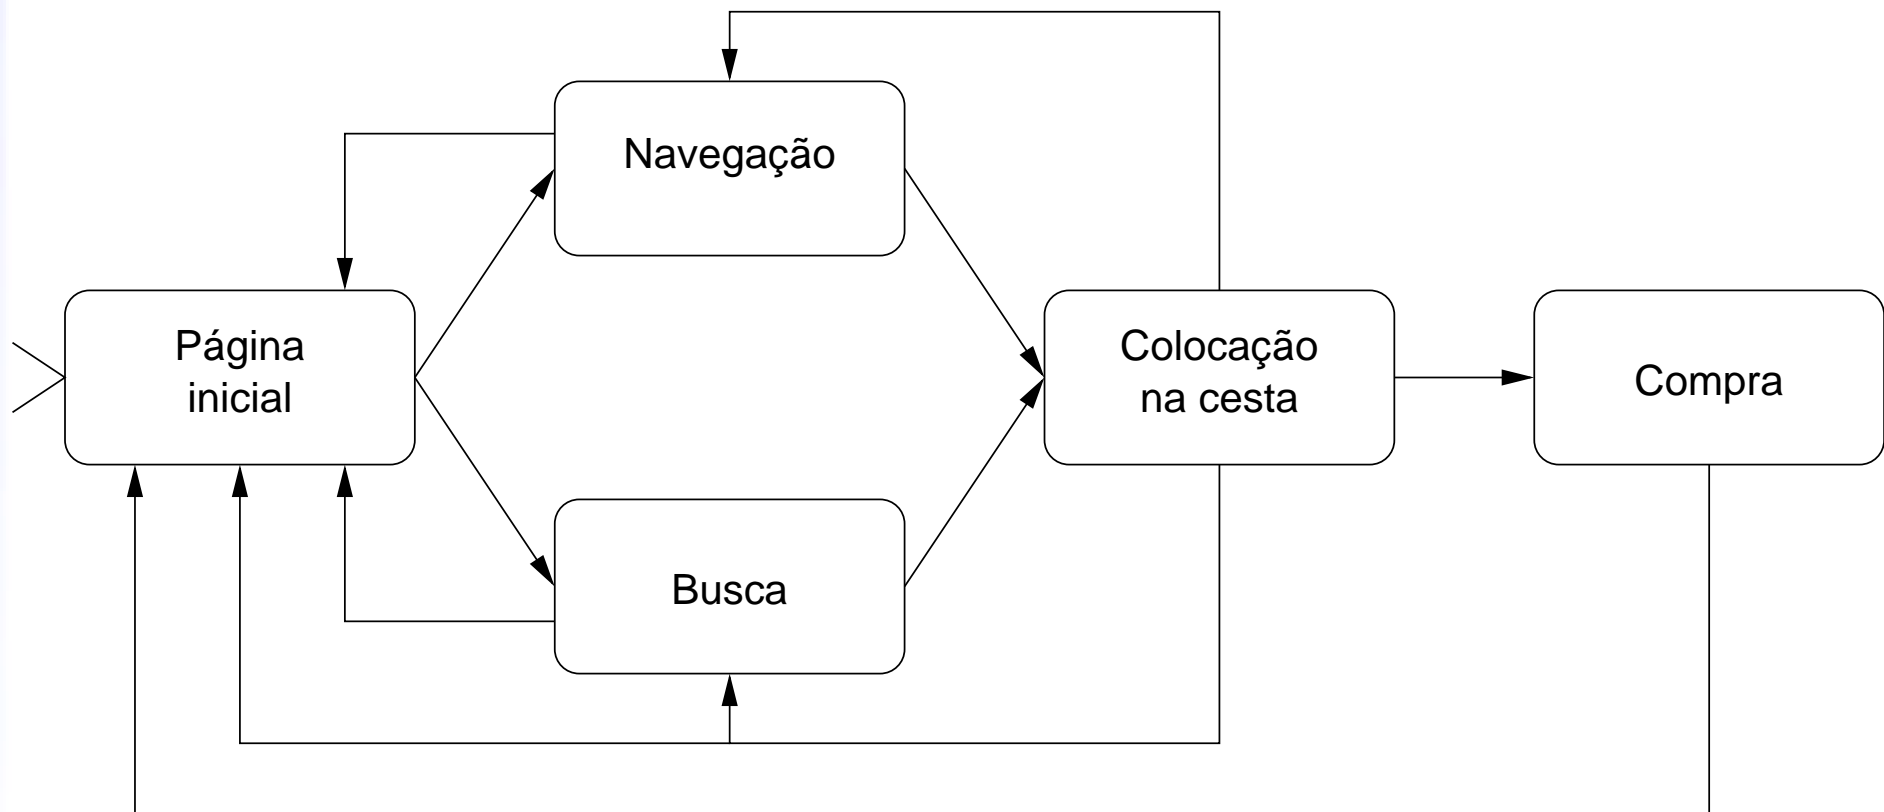 Navegação
Página
inicial
Colocação
na cesta
Compra
Busca